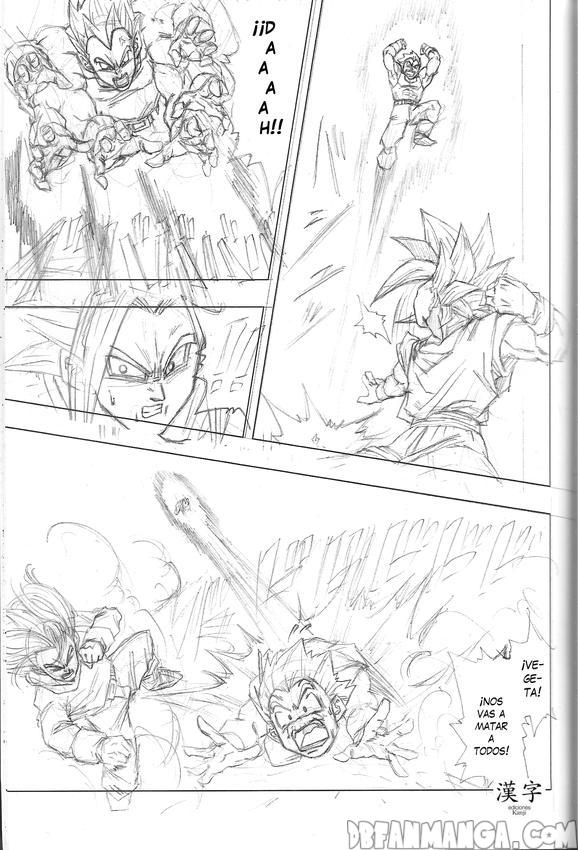 ¡¡D
A
A
A
A
H!!
¡VE-
GE-
TA!
¡NOS
VAS A
MATAR
A
TODOS!
漢字
ediciones
Kanji
DBFANMANGA.COM